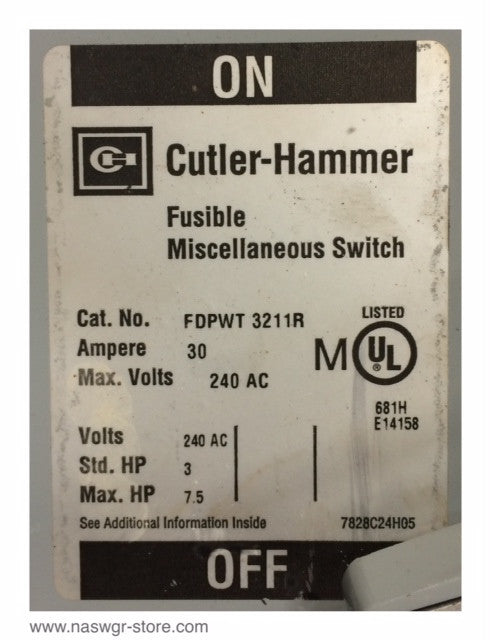 ON
Cutler-Hammer
Fusible
Miscellaneous Switch
Cat. No. FDPWT 3211R
Ampere 30
Max. Volts 240 AC
LISTED
M UL ®
681H
E14158
Volts 240 AC
Std. HP 3
Max. HP 7.5
See Additional Information Inside 7828C24H05
OFF
www.naswgr-store.com